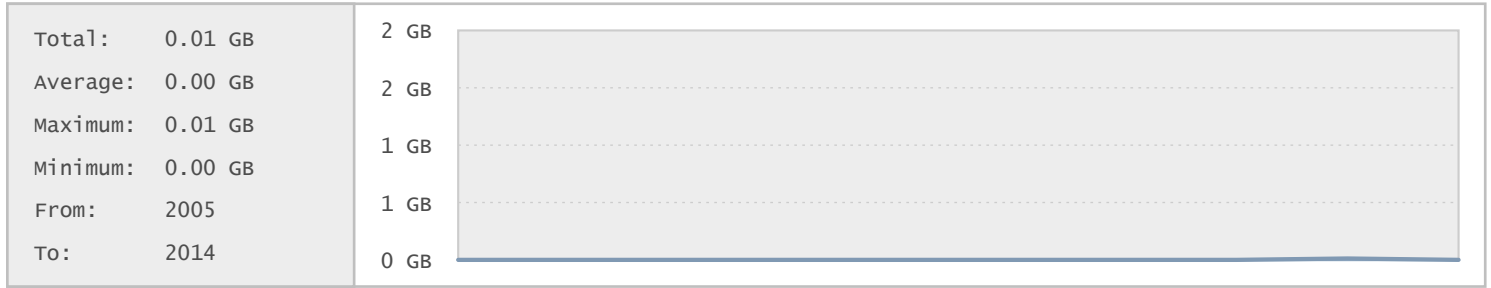 Total: 0.01 GB
Average: 0.00 GB
Maximum: 0.01 GB
Minimum: 0.00 GB
From: 2005
To: 2014
2 GB
2 GB
1 GB
1 GB
0 GB